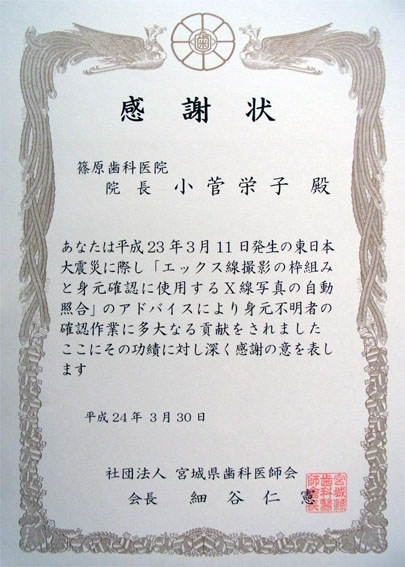 歯
感謝状
篠原歯科医院
院長 小菅栄子 殿
あなたは平成23年3月11日発生の東日本
大震災に際し「エックス線撮影の枠組み
と身元確認に使用するX線写真の自動
照合」のアドバイスにより身元不明者の
確認作業に多大なる貢献をされました
ここにその功績に対し深く感謝の意を表し
ます
平成24年 3月30日
社団法人 宮城県歯科医師会
会長 細谷仁憲